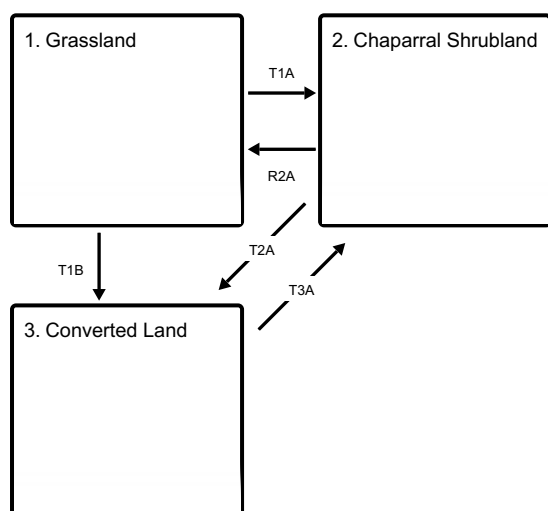 1. Grassland
2. Chaparral Shrubland
T1A
R2A
T1B
T2A
T3A
3. Converted Land